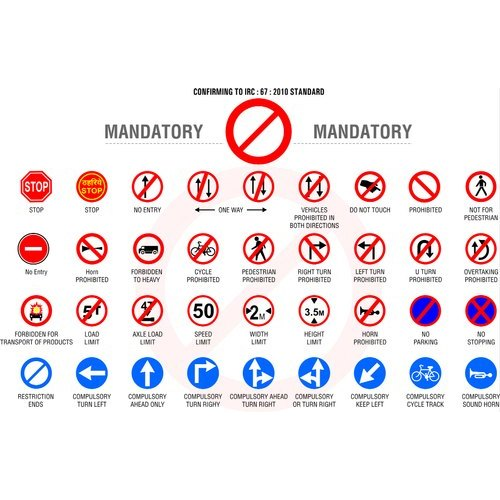 CONFIRMING TO IRC : 67 : 2010 STANDARD
MANDATORY MANDATORY
STOP
ठहरिये
STOP
STOP STOP NO ENTRY ONE WAY VEHICLES PROHIBITED IN BOTH DIRECTIONS DO NOT TOUCH PROHIBITED NOT FOR PEDESTRIAN
No Entry Horn PROHIBITED FORBIDDEN TO HEAVY CYCLE PROHIBITED PEDESTRIAN PROHIBITED RIGHT TURN PROHIBITED LEFT TURN PROHIBITED U TURN PROHIBITED OVERTAKING PROHIBITED
50 2M 3.5M
FORBIDDEN FOR TRANSPORT OF PRODUCTS LOAD LIMIT AXLE LOAD LIMIT SPEED LIMIT WIDTH LIMIT HEIGHT LIMIT HORN PROHIBITED NO PARKING NO STOPPING
RESTRICTION ENDS COMPULSORY TURN LEFT COMPULSORY AHEAD ONLY COMPULSORY TURN RIGHY COMPULSORY AHEAD TURN RIGHT COMPULSORY OR TURN RIGHT COMPULSORY KEEP LEFT COMPULSORY CYCLE TRACK COMPULSORY SOUND HORN